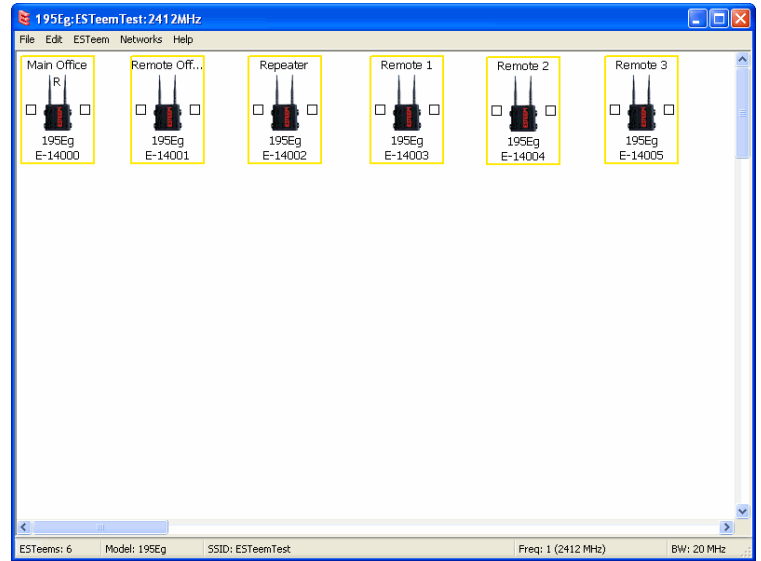 195Eg:ESTeemTest:2412MHz
File Edit ESTeem Networks Help
Main Office Remote Off... Repeater Remote 1 Remote 2 Remote 3
R
195Eg 195Eg 195Eg 195Eg 195Eg 195Eg
E-14000 E-14001 E-14002 E-14003 E-14004 E-14005
ESTeems: 6 Model: 195Eg SSID: ESTeemTest Freq: 1 (2412 MHz) BW: 20 MHz